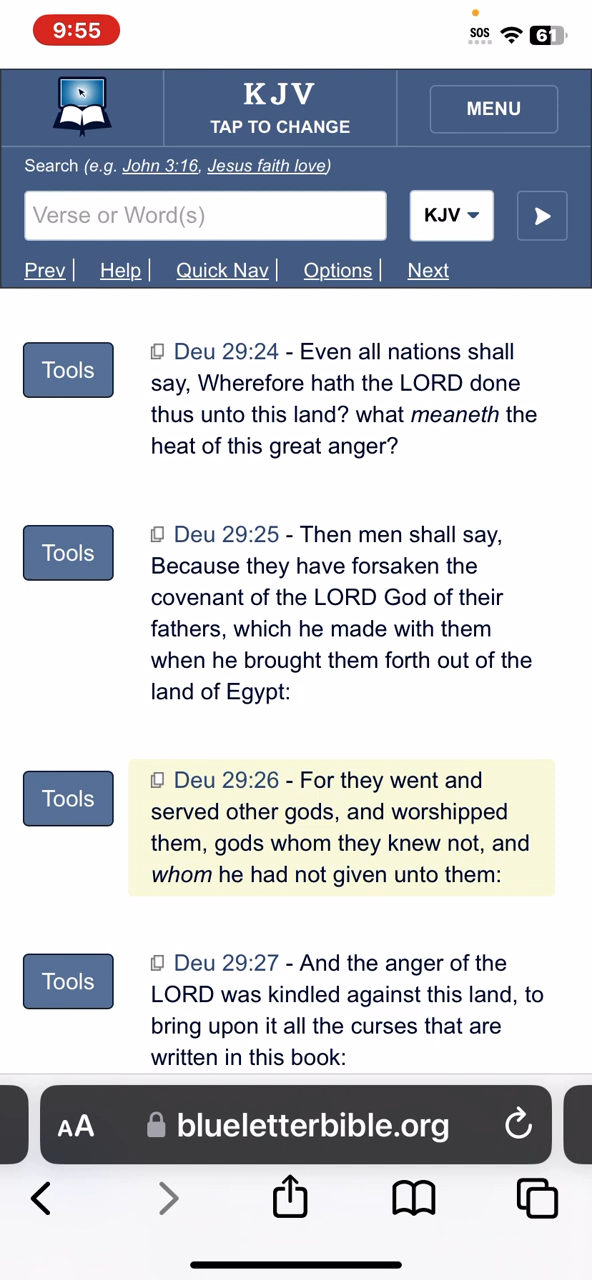 9:55
SOS 61
KJV
TAP TO CHANGE
MENU
Search (e.g. John 3:16, Jesus faith love)
Verse or Word(s)
KJV
Prev | Help | Quick Nav | Options | Next
Tools
Deu 29:24 - Even all nations shall
say, Wherefore hath the LORD done
thus unto this land? what meaneth the
heat of this great anger?
Tools
Deu 29:25 - Then men shall say,
Because they have forsaken the
covenant of the LORD God of their
fathers, which he made with them
when he brought them forth out of the
land of Egypt:
Tools
Deu 29:26 - For they went and
served other gods, and worshipped
them, gods whom they knew not, and
whom he had not given unto them:
Tools
Deu 29:27 - And the anger of the
LORD was kindled against this land, to
bring upon it all the curses that are
written in this book:
AA blueletterbible.org